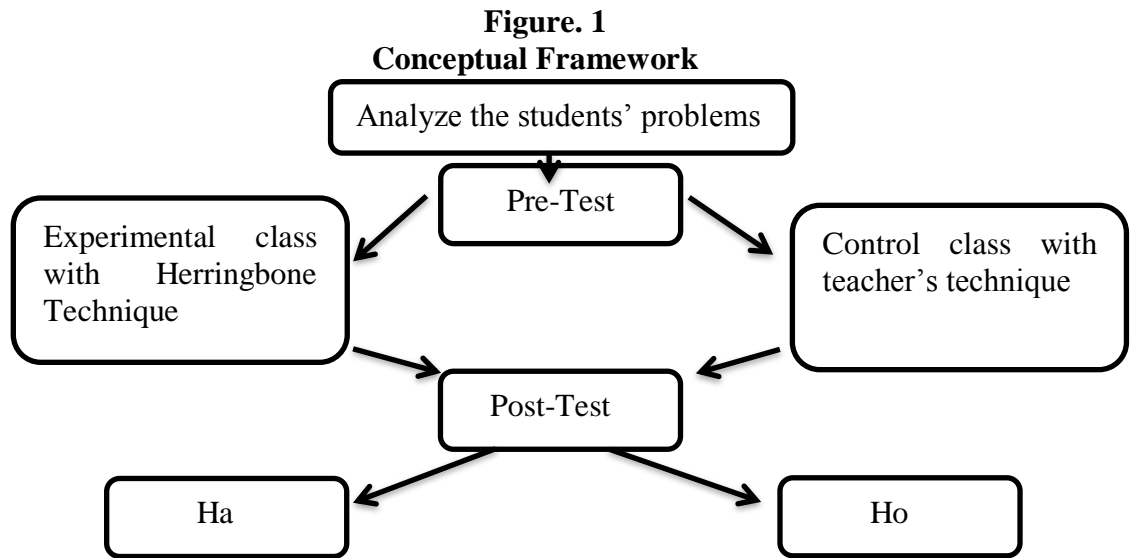 Figure. 1
Conceptual Framework
Analyze the students’ problems
Pre-Test
Experimental class
with Herringbone
Technique
Control class with
teacher’s technique
Post-Test
Ha
Ho